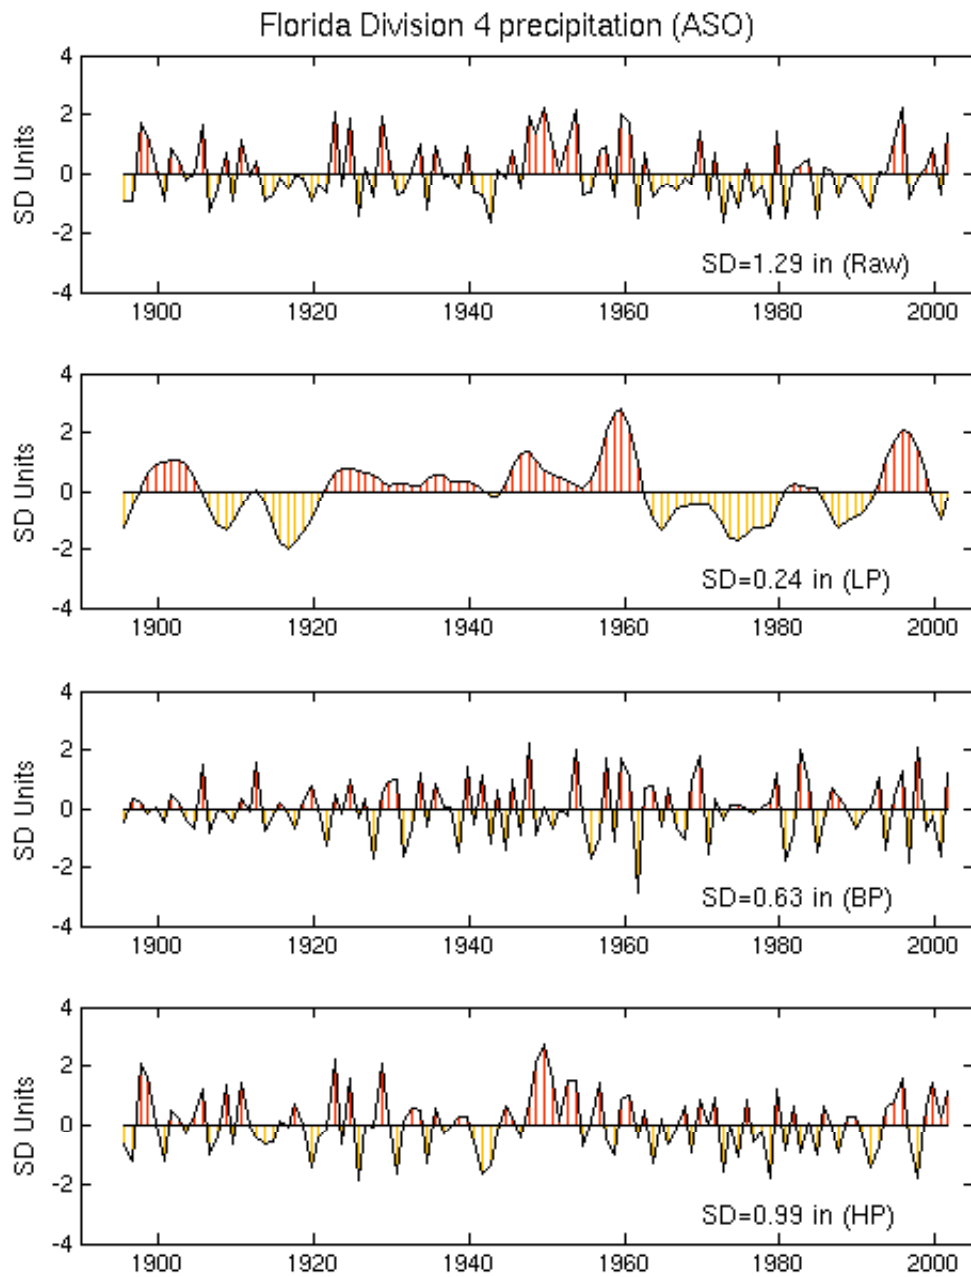 Florida Division 4 precipitation (ASO)
4
2
0
-2
-4
SD Units
SD=1.29 in (Raw)
1900 1920 1940 1960 1980 2000
4
2
0
-2
-4
SD Units
SD=0.24 in (LP)
1900 1920 1940 1960 1980 2000
4
2
0
-2
-4
SD Units
SD=0.63 in (BP)
1900 1920 1940 1960 1980 2000
4
2
0
-2
-4
SD Units
SD=0.99 in (HP)
1900 1920 1940 1960 1980 2000